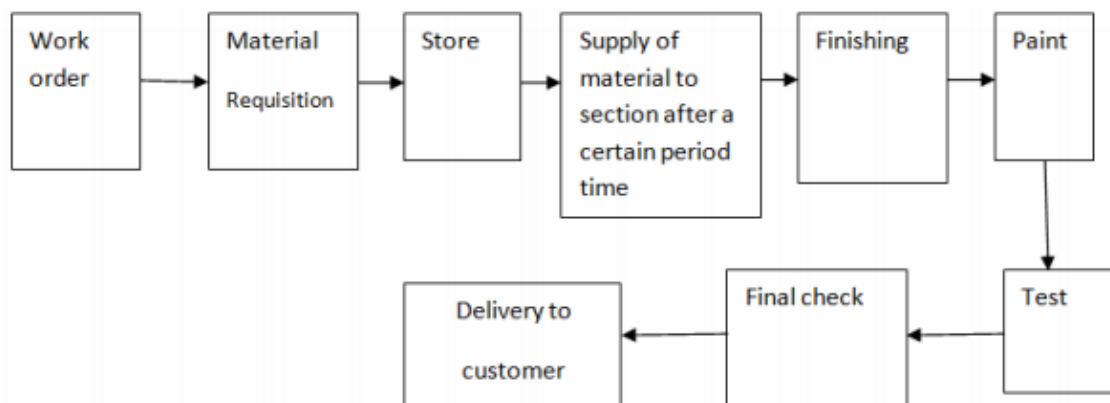 Work
order
Material
Requisition
Store
Supply of
material to
section after a
certain period
time
Finishing
Paint
Test
Final check
Delivery to
customer